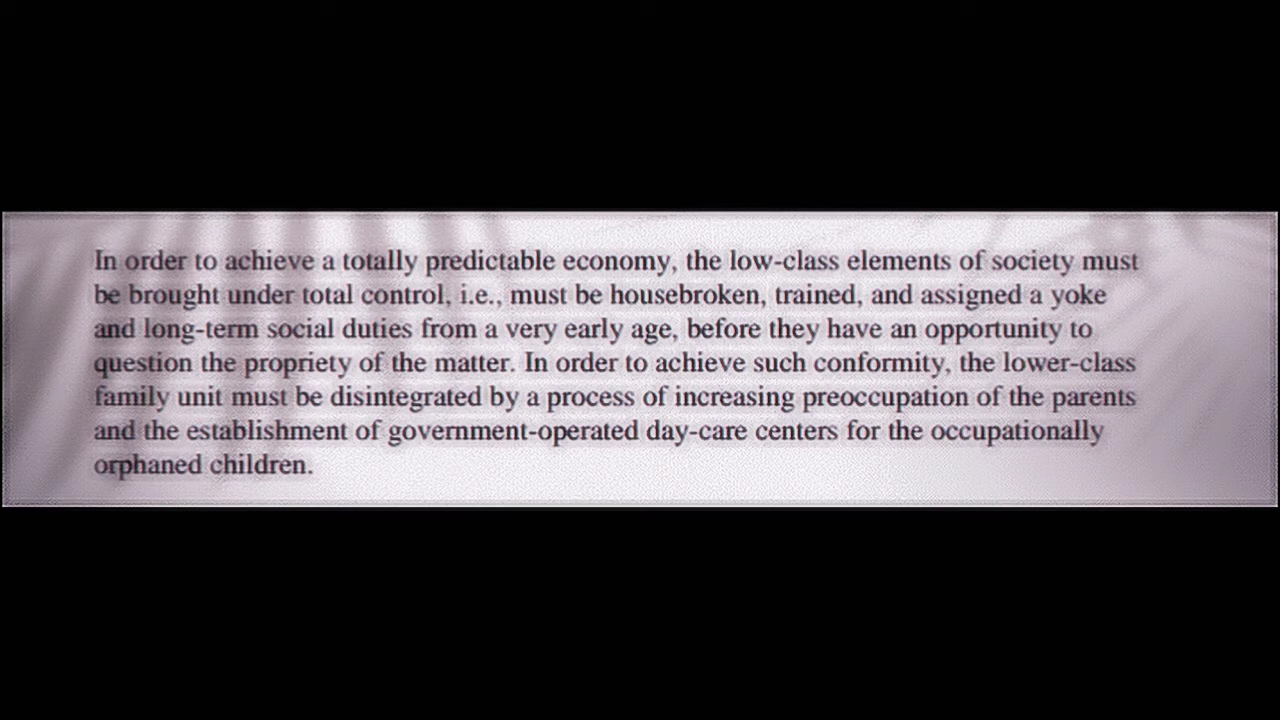 In order to achieve a totally predictable economy, the low-class elements of society must
be brought under total control, i.e., must be housebroken, trained, and assigned a yoke
and long-term social duties from a very early age, before they have an opportunity to
question the propriety of the matter. In order to achieve such conformity, the lower-class
family unit must be disintegrated by a process of increasing preoccupation of the parents
and the establishment of government-operated day-care centers for the occupationally
orphaned children.